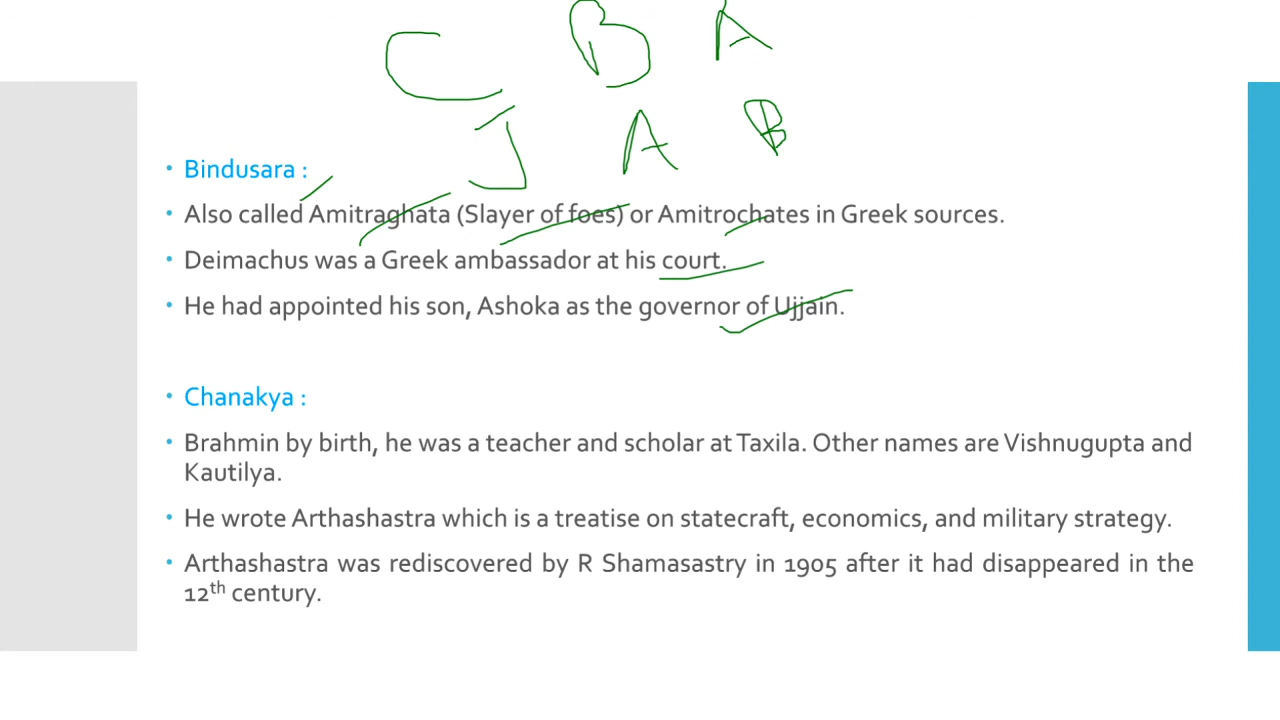 C B A
J A B
• Bindusara :
• Also called Amitraghata (Slayer of foes) or Amitrochates in Greek sources.
• Deimachus was a Greek ambassador at his court.
• He had appointed his son, Ashoka as the governor of Ujjain.
• Chanakya :
• Brahmin by birth, he was a teacher and scholar at Taxila. Other names are Vishnugupta and
Kautilya.
• He wrote Arthashastra which is a treatise on statecraft, economics, and military strategy.
• Arthashastra was rediscovered by R Shamasastry in 1905 after it had disappeared in the
12th century.